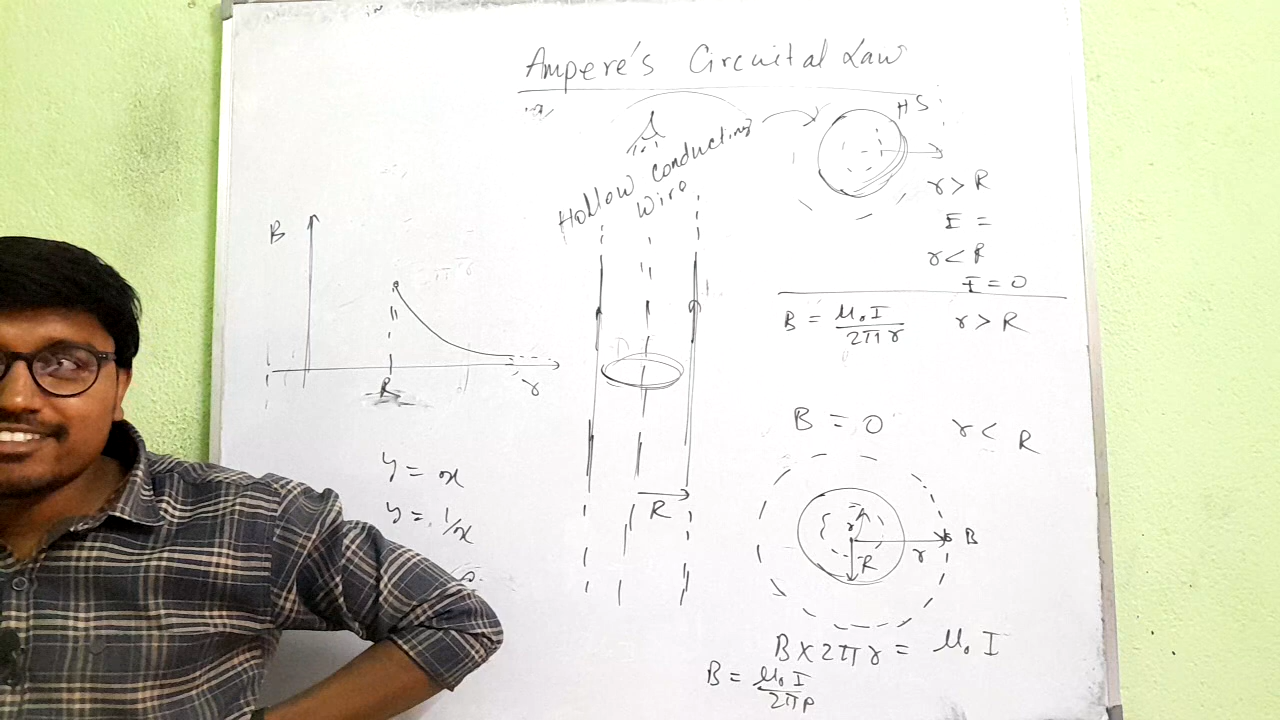 Ampere's Circuital Law
Hollow conducting
wire
HS
r > R
E =
r < R
E = 0
B = μ₀I / 2πr r > R
B = 0 r < R
B
R
r
y = x
y = 1/x
R
r
R
r
B
B × 2πr = μ₀ I
B = μ₀I / 2πr